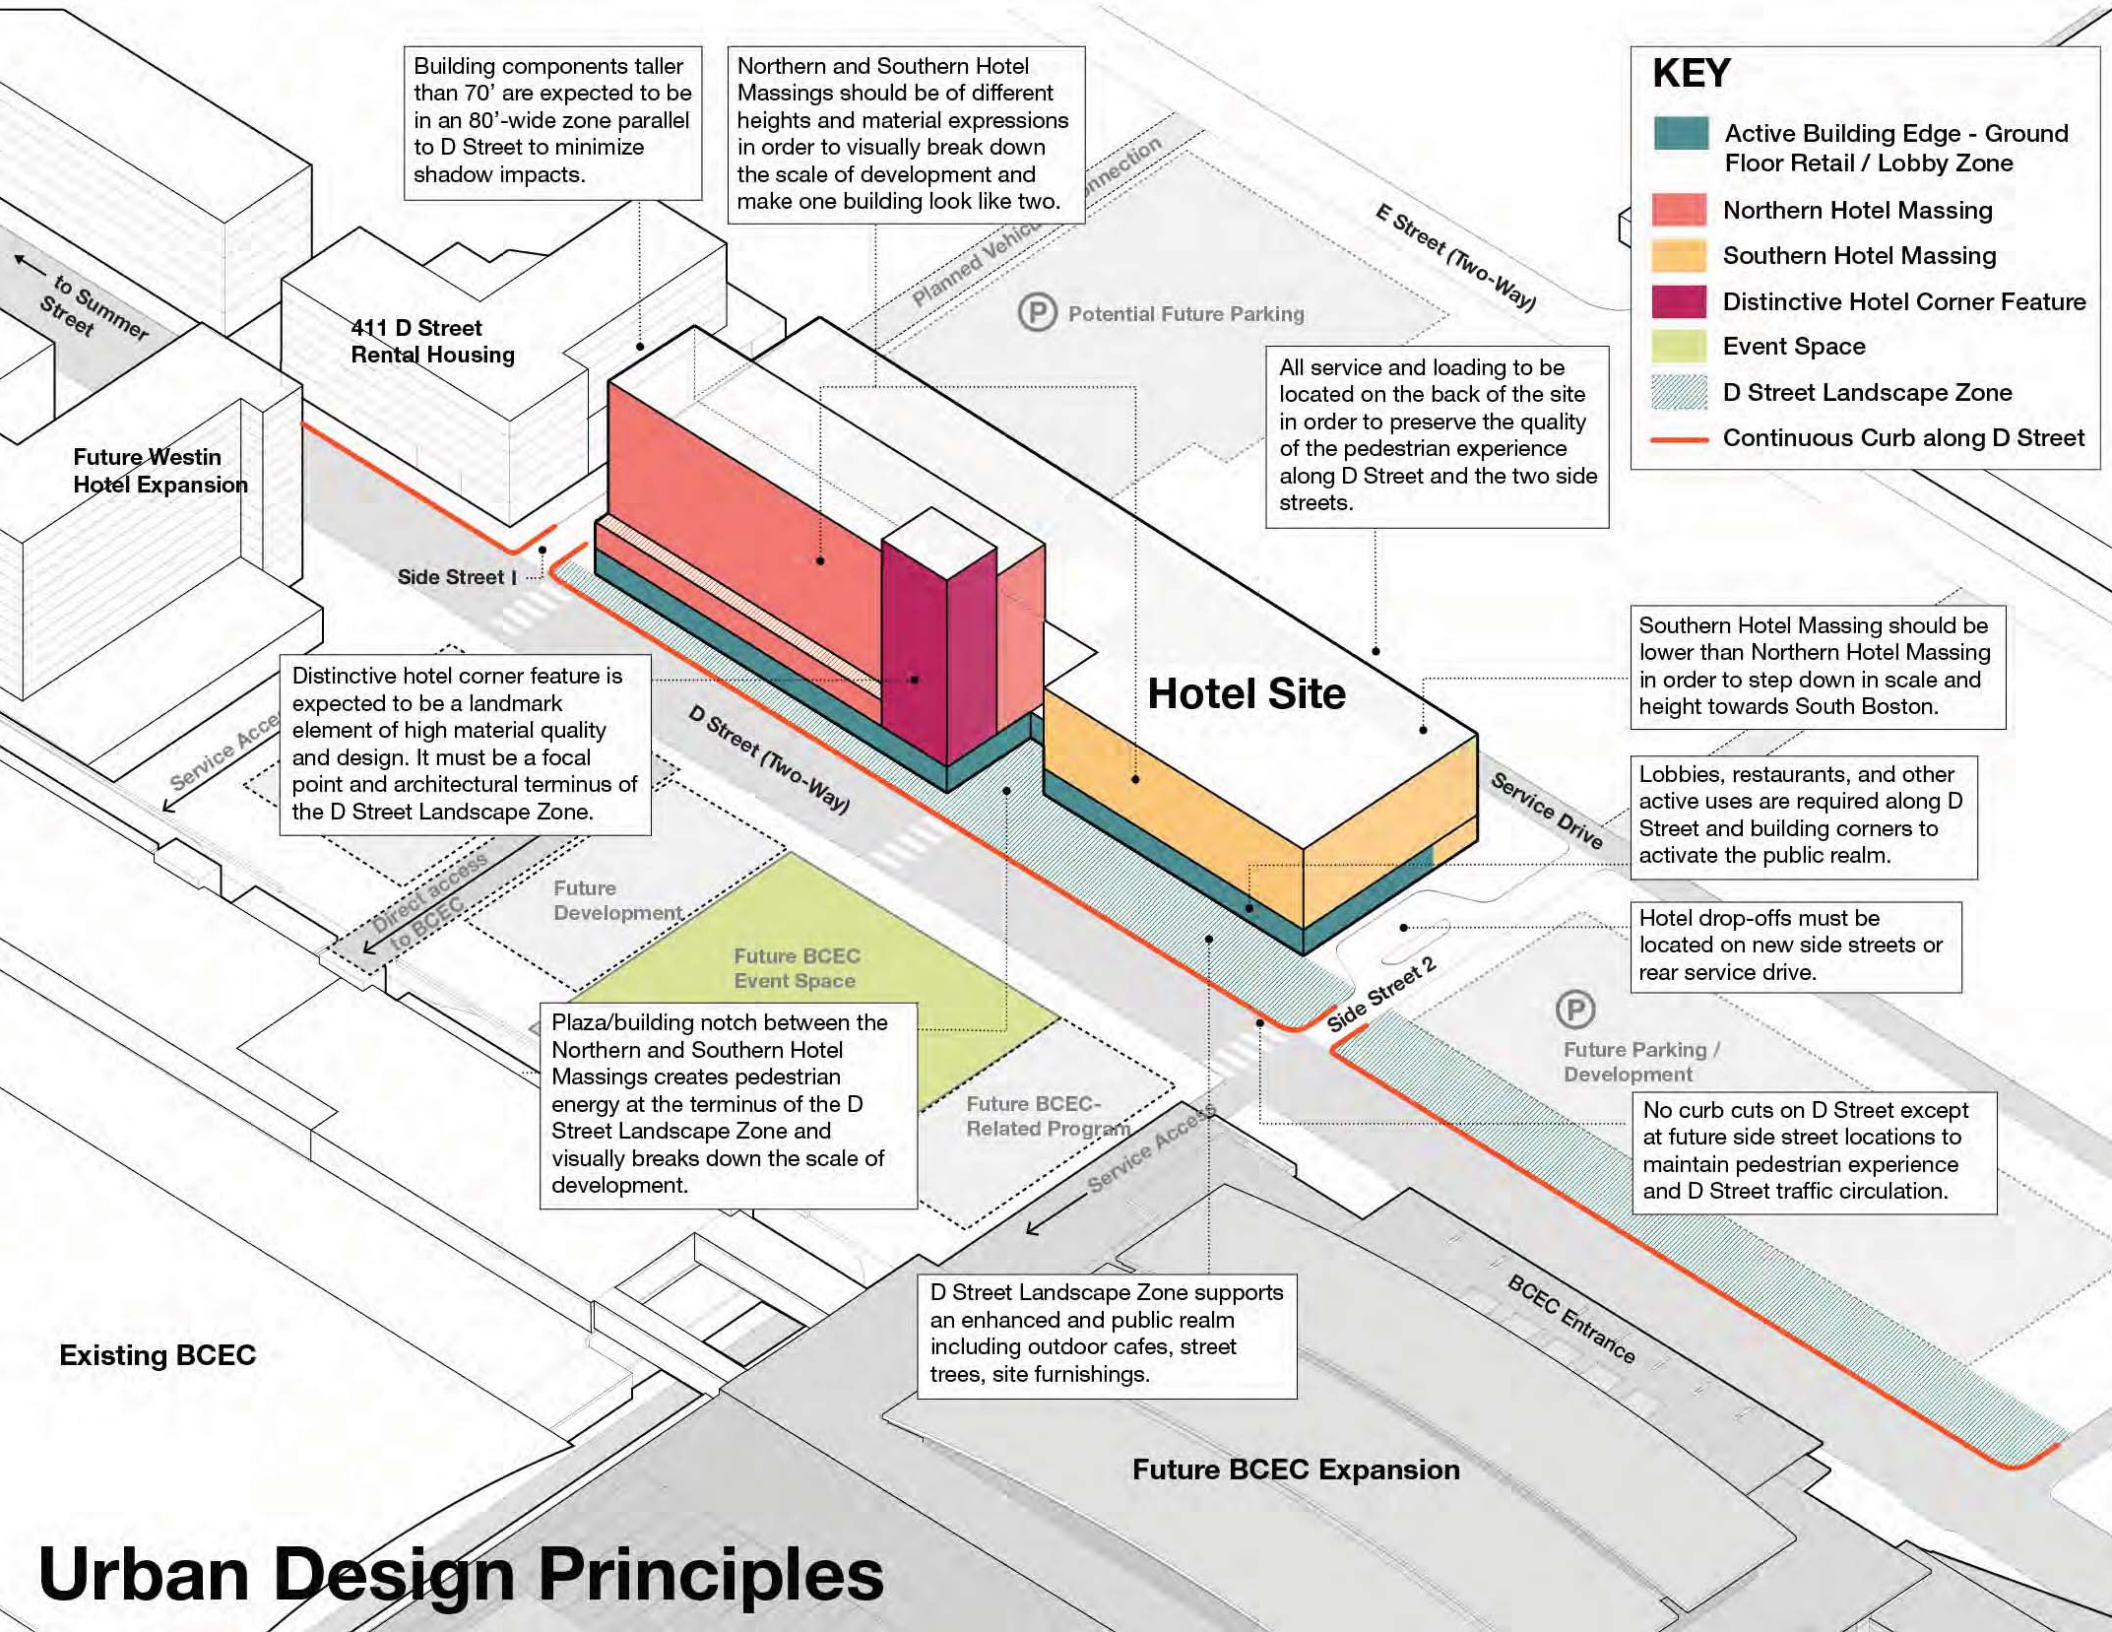 Building components taller
than 70’ are expected to be
in an 80’-wide zone parallel
to D Street to minimize
shadow impacts.
Northern and Southern Hotel
Massings should be of different
heights and material expressions
in order to visually break down
the scale of development and
make one building look like two.
KEY
Active Building Edge - Ground
Floor Retail / Lobby Zone
Northern Hotel Massing
Southern Hotel Massing
Distinctive Hotel Corner Feature
Event Space
D Street Landscape Zone
Continuous Curb along D Street
Planned
E Street (Two-Way)
P Potential Future Parking
to Summer
Street
411 D Street
Rental Housing
Future Westin
Hotel Expansion
All service and loading to be
located on the back of the site
in order to preserve the quality
of the pedestrian experience
along D Street and the two side
streets.
Side Street I
Hotel Site
Southern Hotel Massing should be
lower than Northern Hotel Massing
in order to step down in scale and
height towards South Boston.
Distinctive hotel corner feature is
expected to be a landmark
element of high material quality
and design. It must be a focal
point and architectural terminus of
the D Street Landscape Zone.
Service
D Street (Two-Way)
Service Drive
Lobbies, restaurants, and other
active uses are required along D
Street and building corners to
activate the public realm.
Direct access
to BCEC
Future
Development
Future BCEC
Event Space
Hotel drop-offs must be
located on new side streets or
rear service drive.
Side Street 2
P
Future Parking /
Development
Plaza/building notch between the
Northern and Southern Hotel
Massings creates pedestrian
energy at the terminus of the D
Street Landscape Zone and
visually breaks down the scale of
development.
Future BCEC-
Related Program
Service Access
No curb cuts on D Street except
at future side street locations to
maintain pedestrian experience
and D Street traffic circulation.
D Street Landscape Zone supports
an enhanced and public realm
including outdoor cafes, street
trees, site furnishings.
BCEC Entrance
Existing BCEC
Future BCEC Expansion
Urban Design Principles